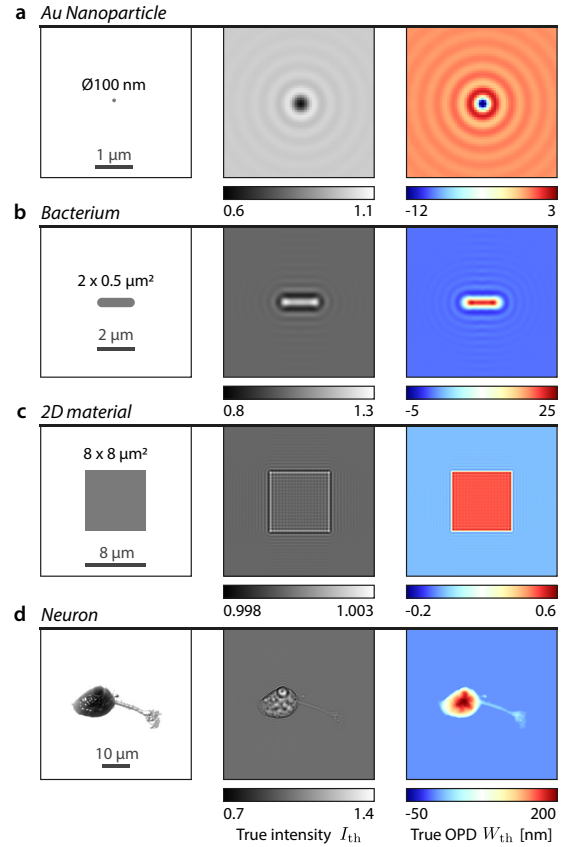 a Au Nanoparticle
Ø100 nm
1 µm
0.6 1.1 -12 3
b Bacterium
2 x 0.5 µm²
2 µm
0.8 1.3 -5 25
c 2D material
8 x 8 µm²
8 µm
0.998 1.003 -0.2 0.6
d Neuron
10 µm
0.7 1.4 -50 200
True intensity I_th True OPD W_th [nm]